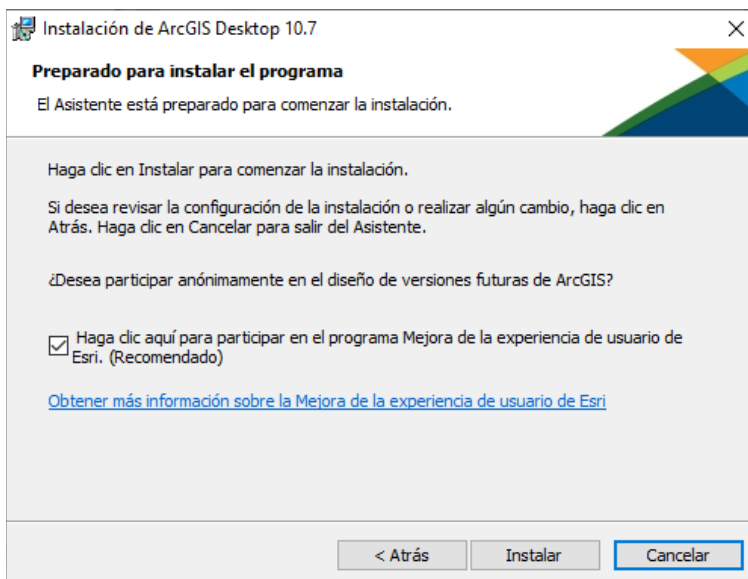 Instalación de ArcGIS Desktop 10.7
Preparado para instalar el programa
El Asistente está preparado para comenzar la instalación.
Haga clic en Instalar para comenzar la instalación.
Si desea revisar la configuración de la instalación o realizar algún cambio, haga clic en
Atrás. Haga clic en Cancelar para salir del Asistente.
¿Desea participar anónimamente en el diseño de versiones futuras de ArcGIS?
Haga clic aquí para participar en el programa Mejora de la experiencia de usuario de
Esri. (Recomendado)
Obtener más información sobre la Mejora de la experiencia de usuario de Esri
< Atrás
Instalar
Cancelar